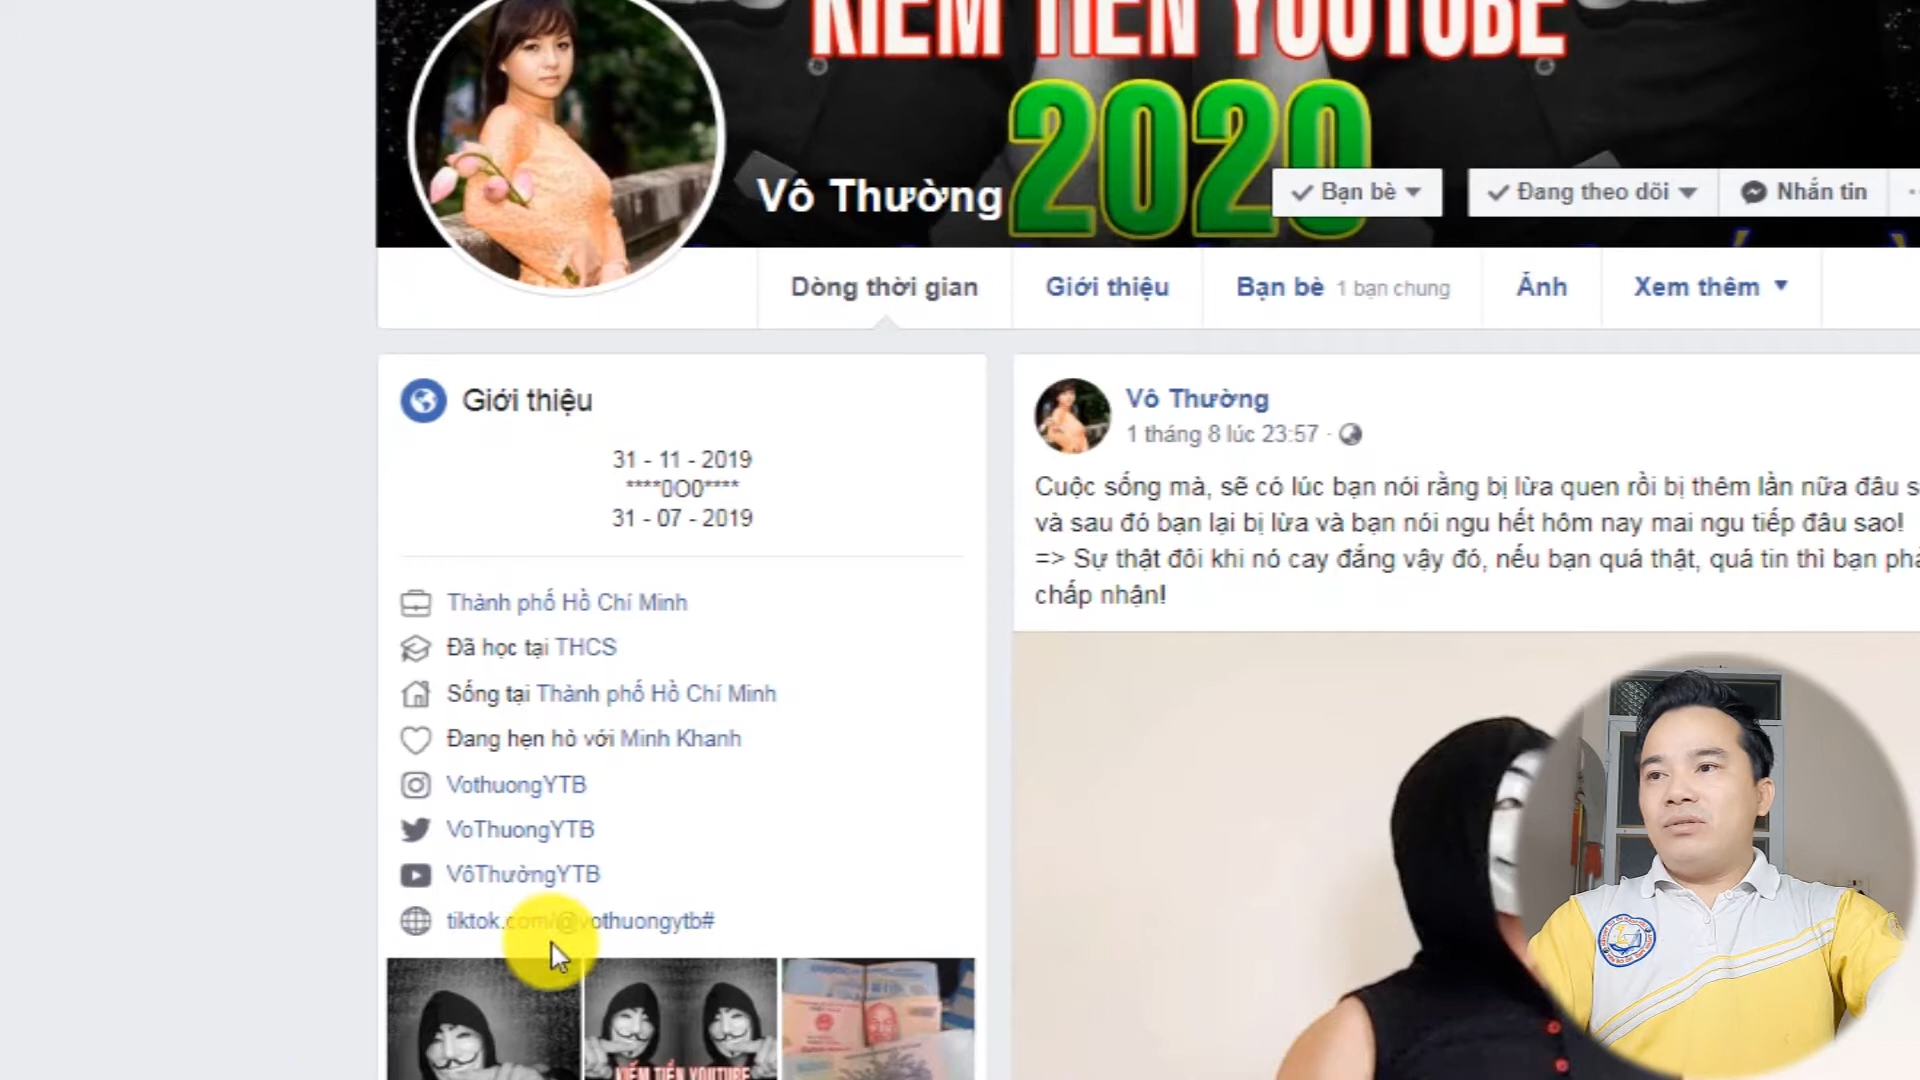 KIẾM TIỀN YOUTUBE
2020
Vô Thường
Bạn bè
Đang theo dõi
Nhắn tin
Dòng thời gian
Giới thiệu
Bạn bè 1 bạn chung
Ảnh
Xem thêm
Giới thiệu
31 - 11 - 2019
****0O0****
31 - 07 - 2019
Thành phố Hồ Chí Minh
Đã học tại THCS
Sống tại Thành phố Hồ Chí Minh
Đang hẹn hò với Minh Khanh
VothuongYTB
VoThuongYTB
VôThườngYTB
tiktok.com/@vothuongytb#
KIẾM TIỀN YOUTUBE
Vô Thường
1 tháng 8 lúc 23:57
Cuộc sống mà, sẽ có lúc bạn nói rằng bị lừa quen rồi bị thêm lần nữa đâu
và sau đó bạn lại bị lừa và bạn nói ngu hết hôm nay mai ngu tiếp đâu sao!
=> Sự thật đôi khi nó cay đắng vậy đó, nếu bạn quá thật, quá tin thì bạn
chấp nhận!